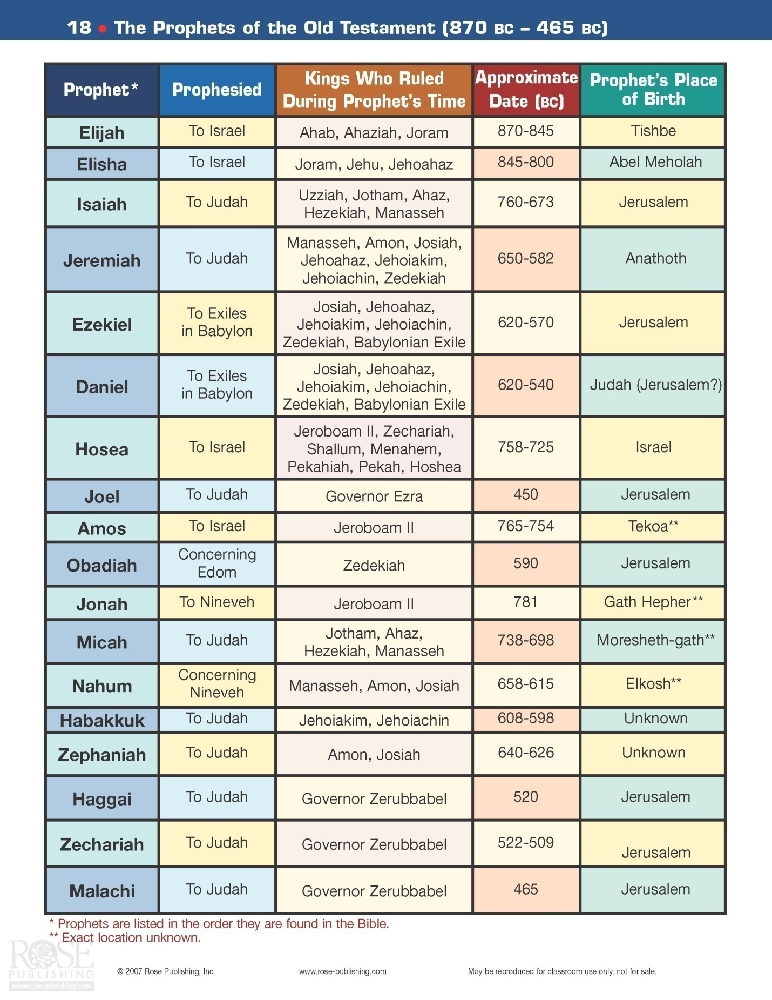 18 • The Prophets of the Old Testament (870 BC – 465 BC)
Prophet*
Prophesied
Kings Who Ruled
During Prophet's Time
Approximate
Date (BC)
Prophet's Place
of Birth
Elijah
To Israel
Ahab, Ahaziah, Joram
870-845
Tishbe
Elisha
To Israel
Joram, Jehu, Jehoahaz
845-800
Abel Meholah
Isaiah
To Judah
Uzziah, Jotham, Ahaz,
Hezekiah, Manasseh
760-673
Jerusalem
Jeremiah
To Judah
Manasseh, Amon, Josiah,
Jehoahaz, Jehoiakim,
Jehoiachin, Zedekiah
650-582
Anathoth
Ezekiel
To Exiles
in Babylon
Josiah, Jehoahaz,
Jehoiakim, Jehoiachin,
Zedekiah, Babylonian Exile
620-570
Jerusalem
Daniel
To Exiles
in Babylon
Josiah, Jehoahaz,
Jehoiakim, Jehoiachin,
Zedekiah, Babylonian Exile
620-540
Judah (Jerusalem?)
Hosea
To Israel
Jeroboam II, Zechariah,
Shallum, Menahem,
Pekahiah, Pekah, Hoshea
758-725
Israel
Joel
To Judah
Governor Ezra
450
Jerusalem
Amos
To Israel
Jeroboam II
765-754
Tekoa**
Obadiah
Concerning
Edom
Zedekiah
590
Jerusalem
Jonah
To Nineveh
Jeroboam II
781
Gath Hepher**
Micah
To Judah
Jotham, Ahaz,
Hezekiah, Manasseh
738-698
Moresheth-gath**
Nahum
Concerning
Nineveh
Manasseh, Amon, Josiah
658-615
Elkosh**
Habakkuk
To Judah
Jehoiakim, Jehoiachin
608-598
Unknown
Zephaniah
To Judah
Amon, Josiah
640-626
Unknown
Haggai
To Judah
Governor Zerubbabel
520
Jerusalem
Zechariah
To Judah
Governor Zerubbabel
522-509
Jerusalem
Malachi
To Judah
Governor Zerubbabel
465
Jerusalem
* Prophets are listed in the order they are found in the Bible.
** Exact location unknown.
ROSE
PUBLISHING
www.rose-publishing.com
© 2007 Rose Publishing, Inc.
www.rose-publishing.com
May be reproduced for classroom use only, not for sale.